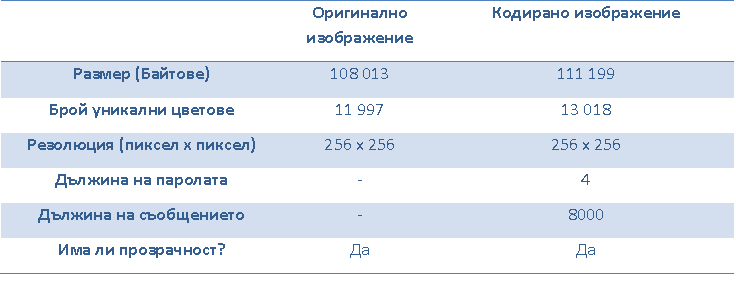 Оригинално изображение Кодирано изображение
Размер (Байтове) 108 013 111 199
Брой уникални цветове 11 997 13 018
Резолюция (пиксел x пиксел) 256 x 256 256 x 256
Дължина на паролата - 4
Дължина на съобщението - 8000
Има ли прозрачност? Да Да